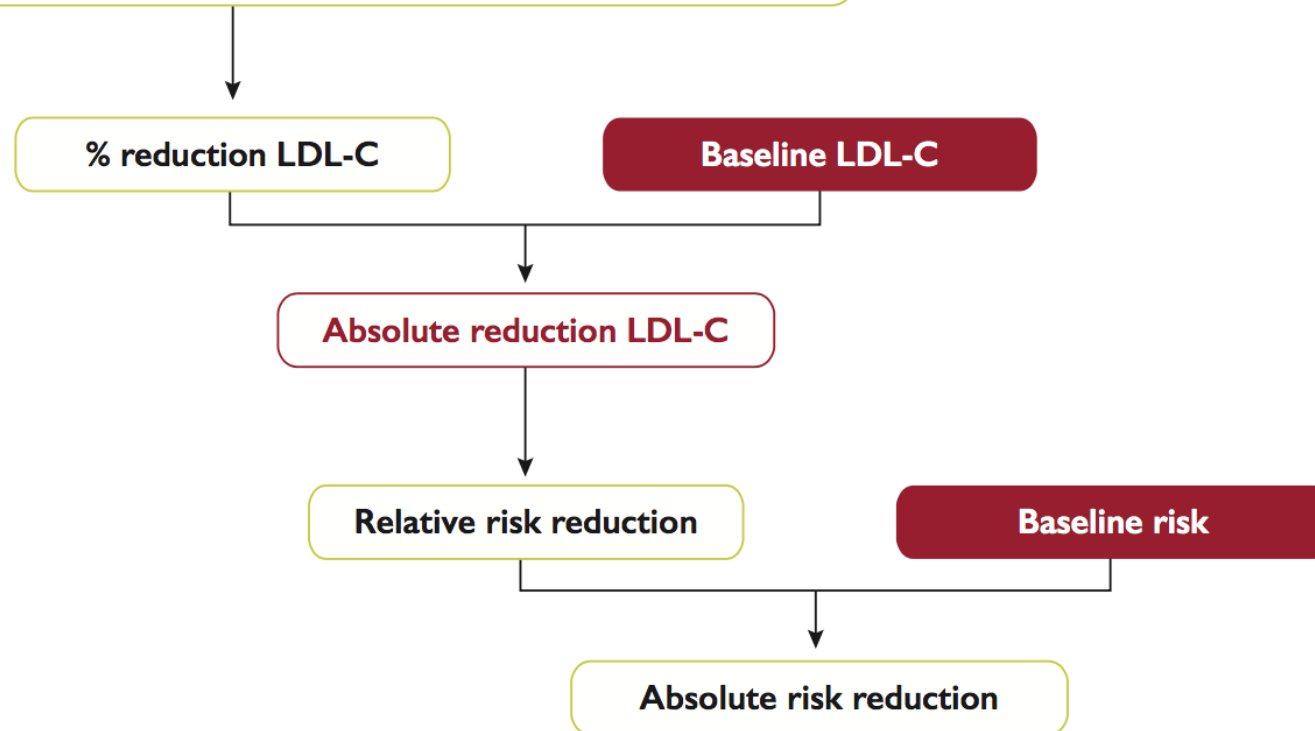 % reduction LDL-C
Baseline LDL-C
Absolute reduction LDL-C
Relative risk reduction
Baseline risk
Absolute risk reduction